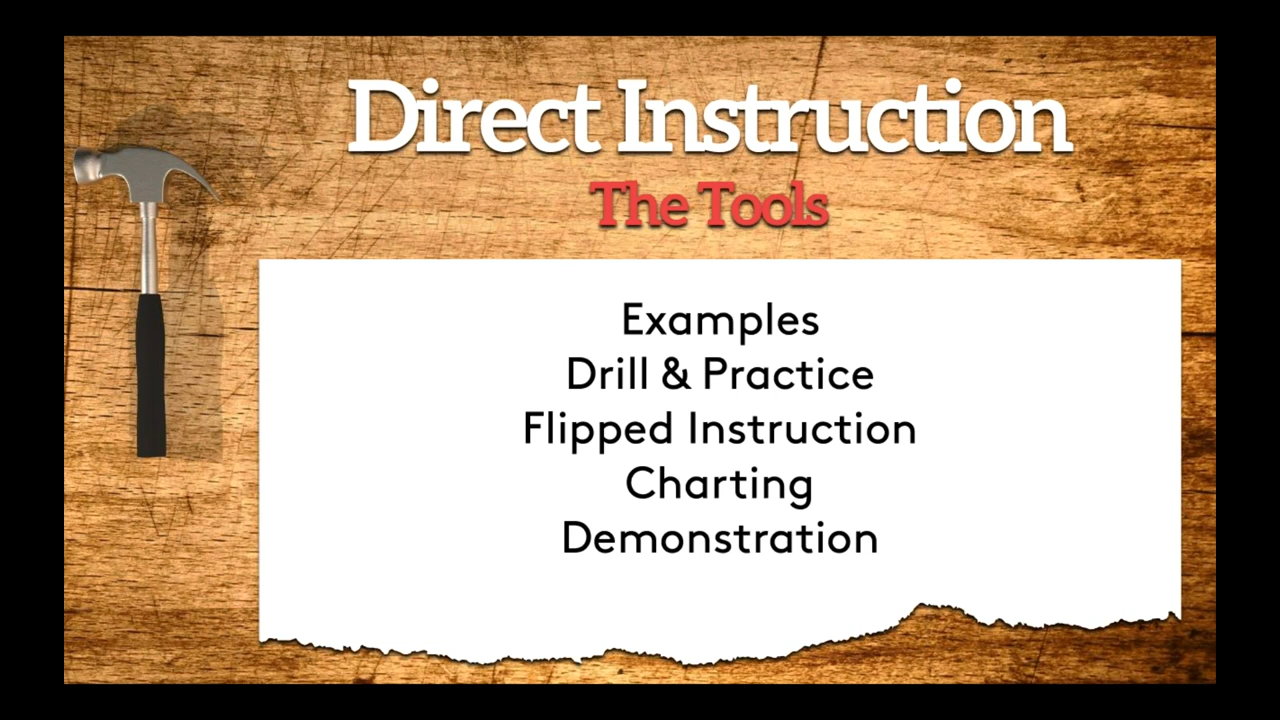 Direct Instruction
The Tools
Examples
Drill & Practice
Flipped Instruction
Charting
Demonstration